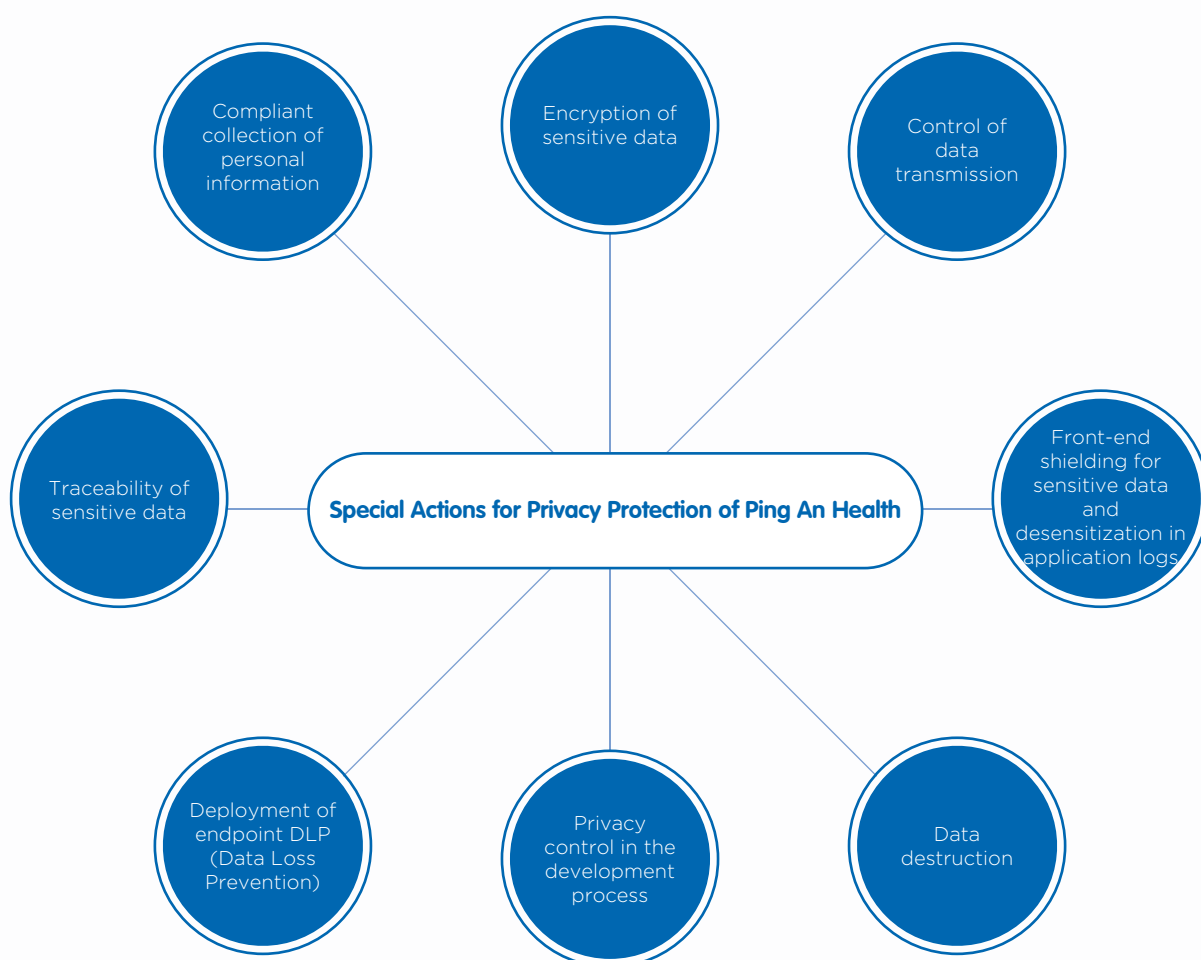 Compliant
collection of
personal
information
Encryption of
sensitive data
Control of
data
transmission
Traceability of
sensitive data
Special Actions for Privacy Protection of Ping An Health
Front-end
shielding for
sensitive data
and
desensitization in
application logs
Deployment of
endpoint DLP
(Data Loss
Prevention)
Privacy
control in the
development
process
Data
destruction